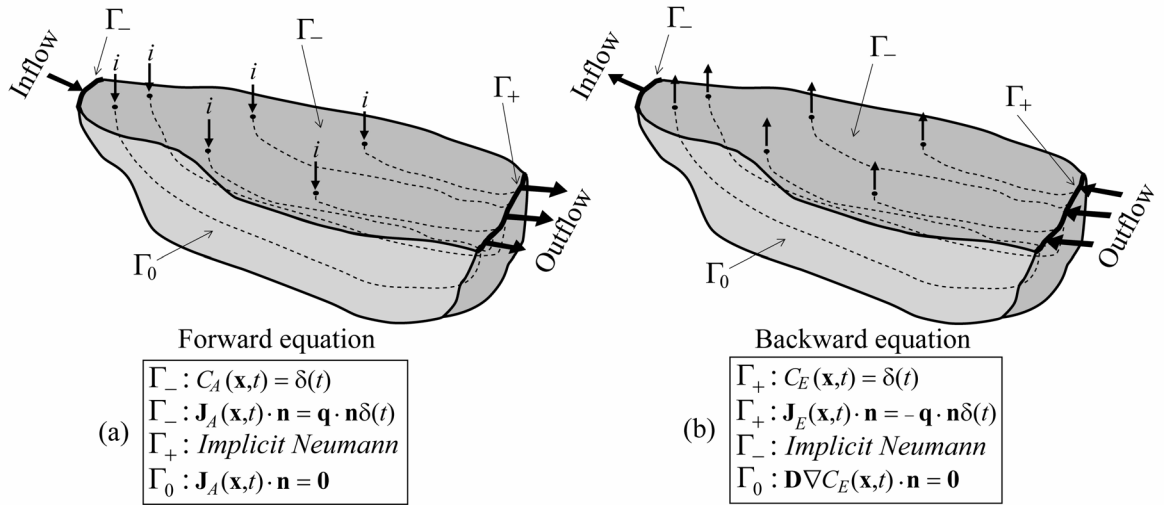 Γ₋
Γ₋
Inflow
i
i
i
i
i
i
Γ₊
Outflow
Γ₀
Forward equation
(a)
Γ₋ : C_A(x,t) = δ(t)
Γ₋ : J_A(x,t) · n = q · nδ(t)
Γ₊ : Implicit Neumann
Γ₀ : J_A(x,t) · n = 0
Γ₋
Γ₋
Inflow
Γ₊
Outflow
Γ₀
Backward equation
(b)
Γ₊ : C_E(x,t) = δ(t)
Γ₊ : J_E(x,t) · n = -q · nδ(t)
Γ₋ : Implicit Neumann
Γ₀ : D∇C_E(x,t) · n = 0